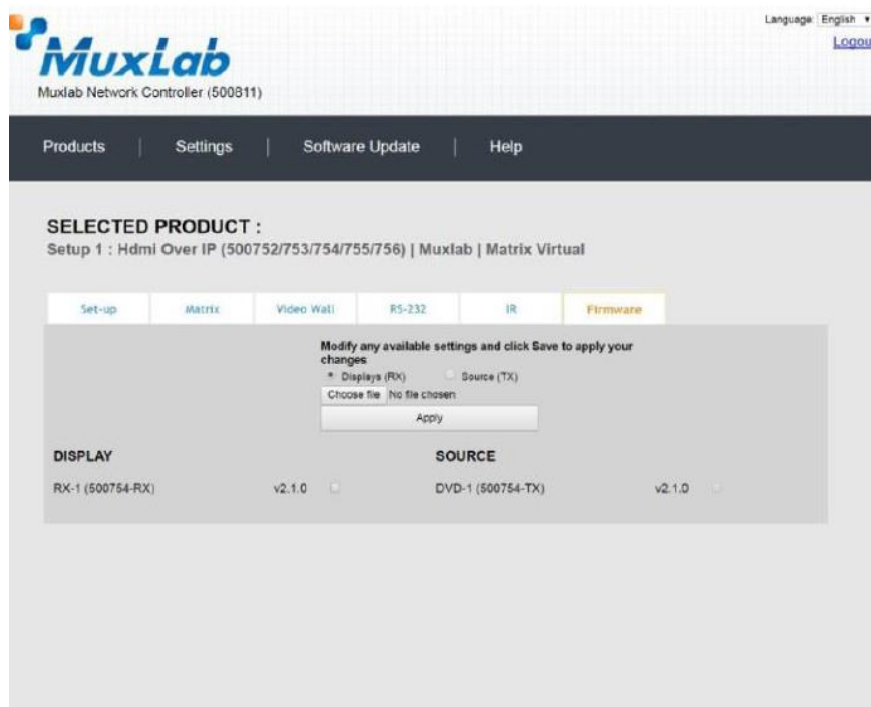 Language: English
Logou
MuxLab
Muxlab Network Controller (500811)
Products | Settings | Software Update | Help
SELECTED PRODUCT :
Setup 1 : Hdmi Over IP (500752/753/754/755/756) | Muxlab | Matrix Virtual
Set-up Matrix Video Wall RS-232 IR Firmware
Modify any available settings and click Save to apply your
changes
Displays (RX) Source (TX)
Choose file No file chosen
Apply
DISPLAY SOURCE
RX-1 (500754-RX) v2.1.0 DVD-1 (500754-TX) v2.1.0